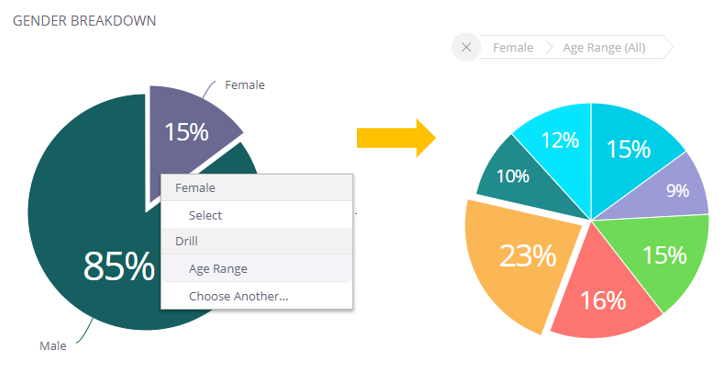 GENDER BREAKDOWN
Female
15%
85%
Male
Female
Select
Drill
Age Range
Choose Another...
Female
Age Range (All)
15%
9%
15%
16%
23%
10%
12%